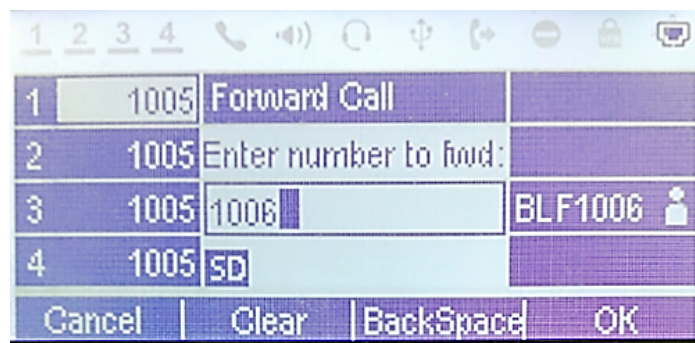 1 2 3 4
1 1005 Forward Call
2 1005 Enter number to fwd:
3 1005 1006 BLF1006
4 1005 SD
Cancel Clear BackSpace OK